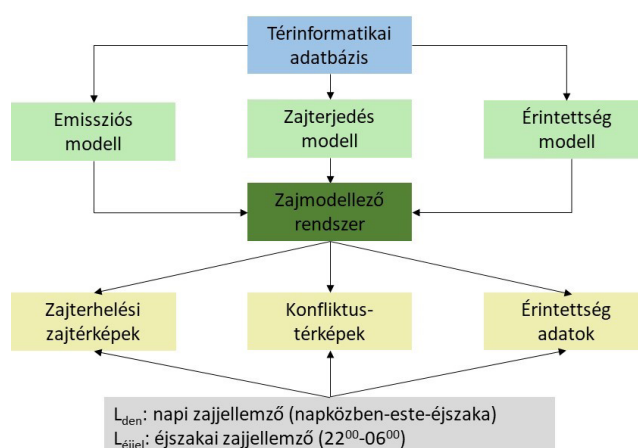 Térinformatikai
adatbázis
Emissziós
modell
Zajterjedés
modell
Érintettség
modell
Zajmodellező
rendszer
Zajterhelési
zajtérképek
Konfliktus-
térképek
Érintettség
adatok
Lden: napi zajjellemző (napközben-este-éjszaka)
Léjjel: éjszakai zajjellemző (22⁰⁰-06⁰⁰)